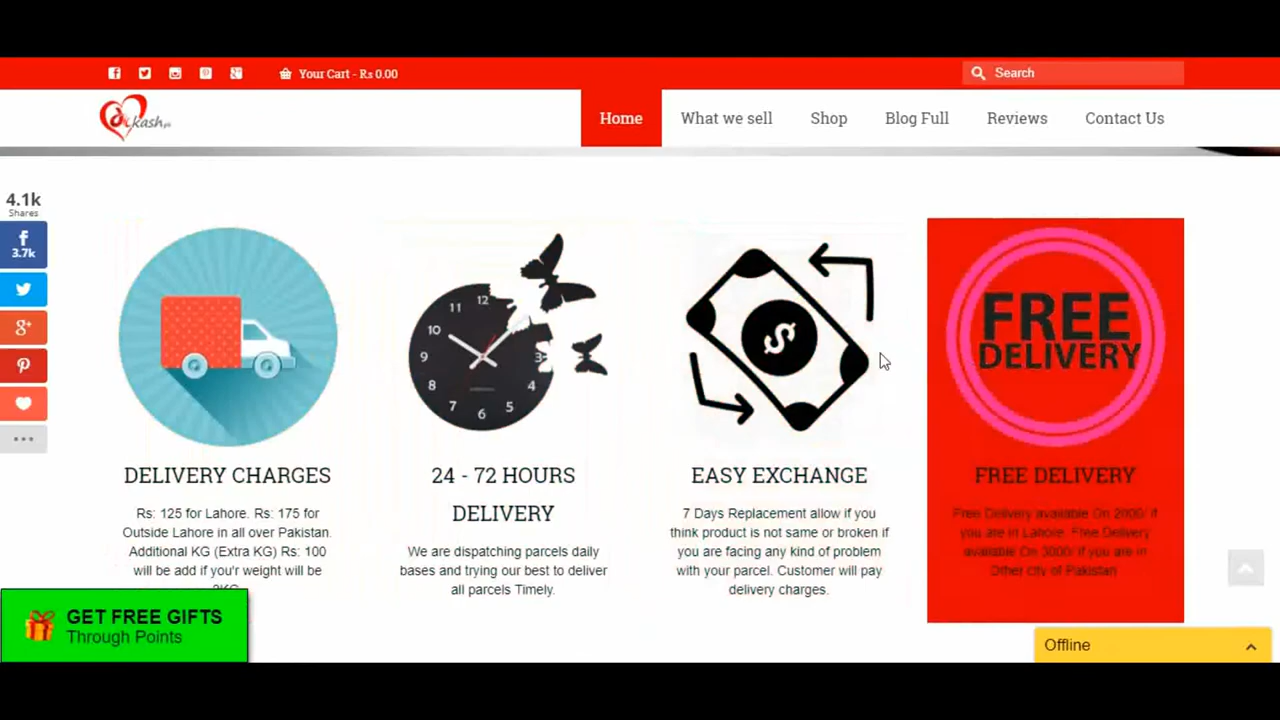 Your Cart - Rs 0.00
Search
Dilkash.pk
Home
What we sell
Shop
Blog Full
Reviews
Contact Us
4.1k
Shares
3.7k
11 12
10
9 3
8 4
7 6 5
$
FREE
DELIVERY
DELIVERY CHARGES
Rs: 125 for Lahore. Rs: 175 for
Outside Lahore in all over Pakistan.
Additional KG (Extra KG) Rs: 100
will be add if you'r weight will be
24 - 72 HOURS
DELIVERY
We are dispatching parcels daily
bases and trying our best to deliver
all parcels Timely.
EASY EXCHANGE
7 Days Replacement allow if you
think product is not same or broken if
you are facing any kind of problem
with your parcel. Customer will pay
delivery charges.
FREE DELIVERY
Free Delivery available On 2000/ if
you are in Lahore. Free Delivery
available On 3000/ if you are in
Other city of Pakistan
GET FREE GIFTS
Through Points
Offline